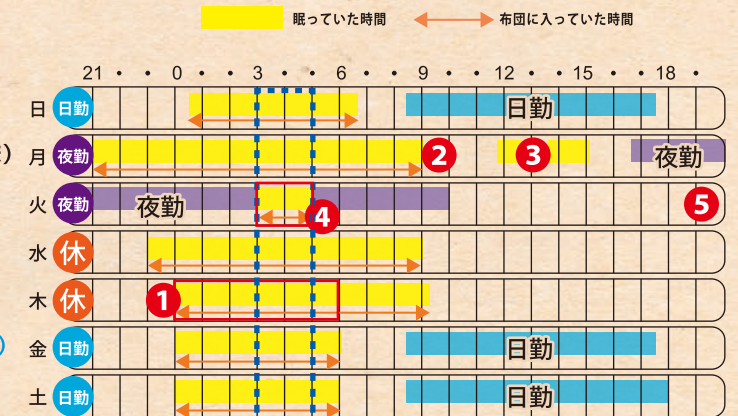 眠っていた時間 布団に入っていた時間
21 • • 0 • • 3 • • 6 • • 9 • • 12 • • 15 • • 18 •
日 日勤 日勤
月 夜勤 2 3 夜勤
火 夜勤 夜勤 4 5
水 休
木 休 1
金 日勤 日勤
土 日勤 日勤